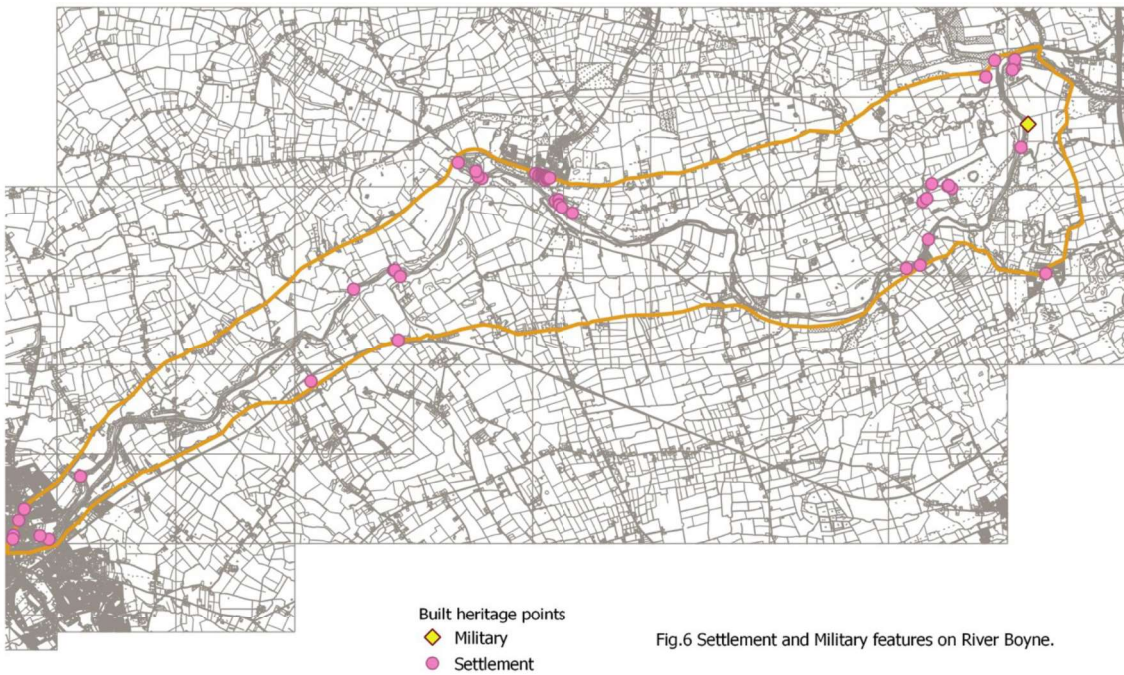 Built heritage points
Military
Settlement
Fig.6 Settlement and Military features on River Boyne.